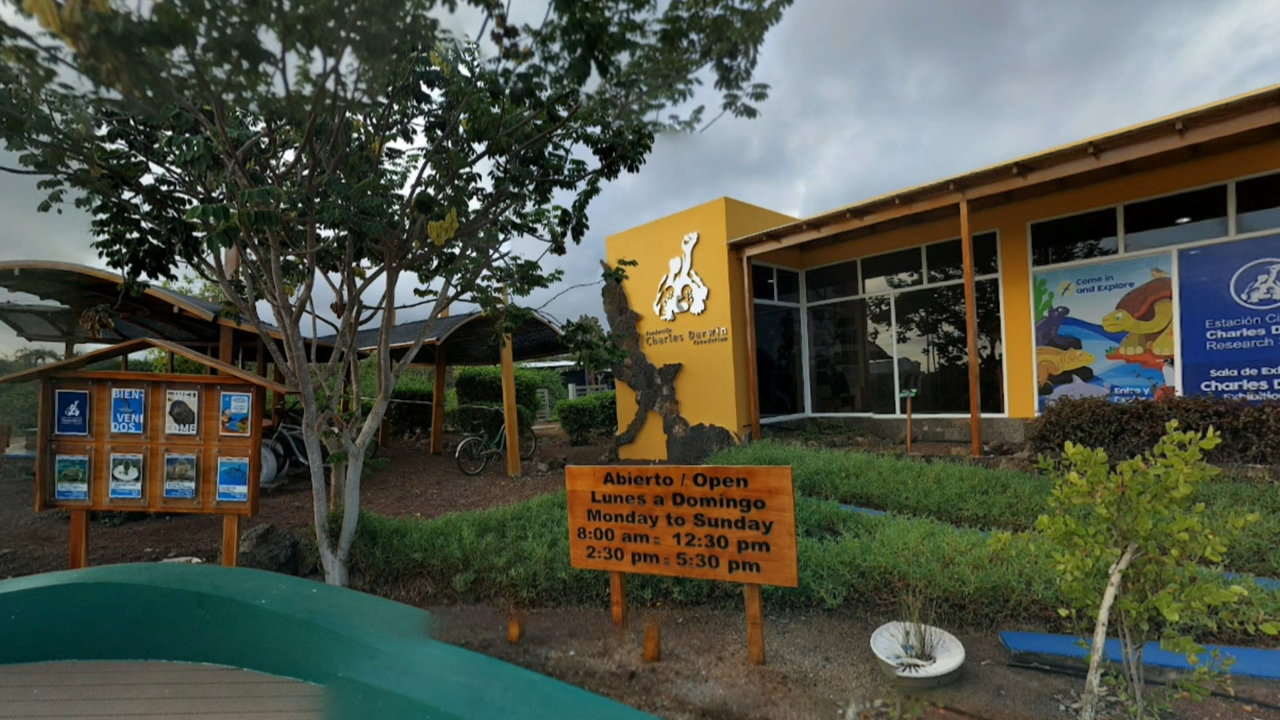 BIEN-
VENI
DOS
Fundación
Charles Darwin
Foundation
Come in
and Explore
Estación C
Charles D
Research
Sala de Ex
Charles D
Abierto / Open
Lunes a Domingo
Monday to Sunday
8:00 am - 12:30 pm
2:30 pm - 5:30 pm